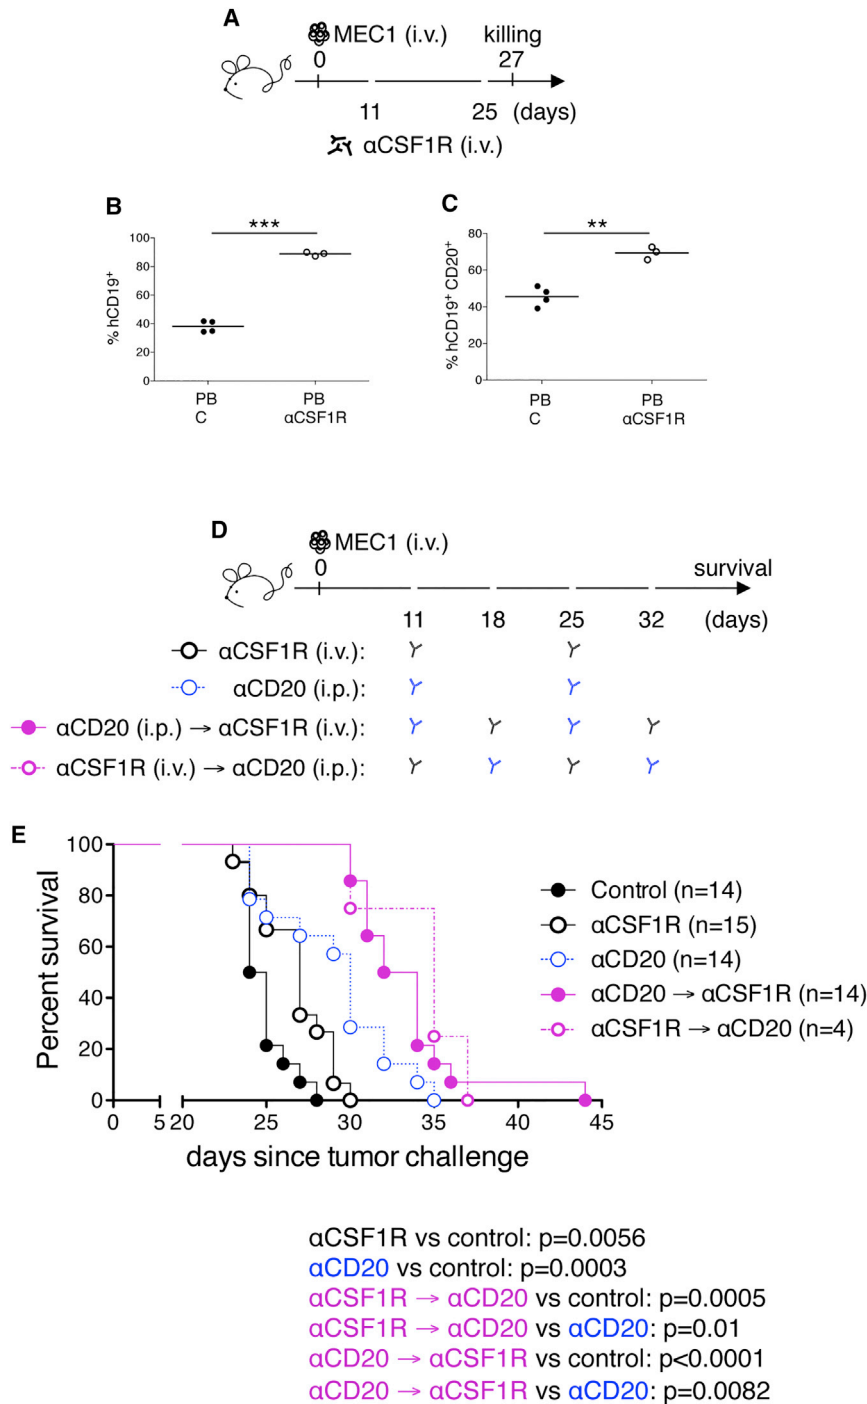 A
MEC1 (i.v.) killing
0 27
11 25 (days)
αCSF1R (i.v.)
B
***
% hCD19⁺
100
80
60
40
20
0
PB PB
C αCSF1R
C
**
% hCD19⁺ CD20⁺
80
60
40
20
0
PB PB
C αCSF1R
D
MEC1 (i.v.)
0 survival
11 18 25 32 (days)
αCSF1R (i.v.):
αCD20 (i.p.):
αCD20 (i.p.) → αCSF1R (i.v.):
αCSF1R (i.v.) → αCD20 (i.p.):
E
Percent survival
100
80
60
40
20
0
0 5 20 25 30 35 40 45
days since tumor challenge
Control (n=14)
αCSF1R (n=15)
αCD20 (n=14)
αCD20 → αCSF1R (n=14)
αCSF1R → αCD20 (n=4)
αCSF1R vs control: p=0.0056
αCD20 vs control: p=0.0003
αCSF1R → αCD20 vs control: p=0.0005
αCSF1R → αCD20 vs αCD20: p=0.01
αCD20 → αCSF1R vs control: p<0.0001
αCD20 → αCSF1R vs αCD20: p=0.0082